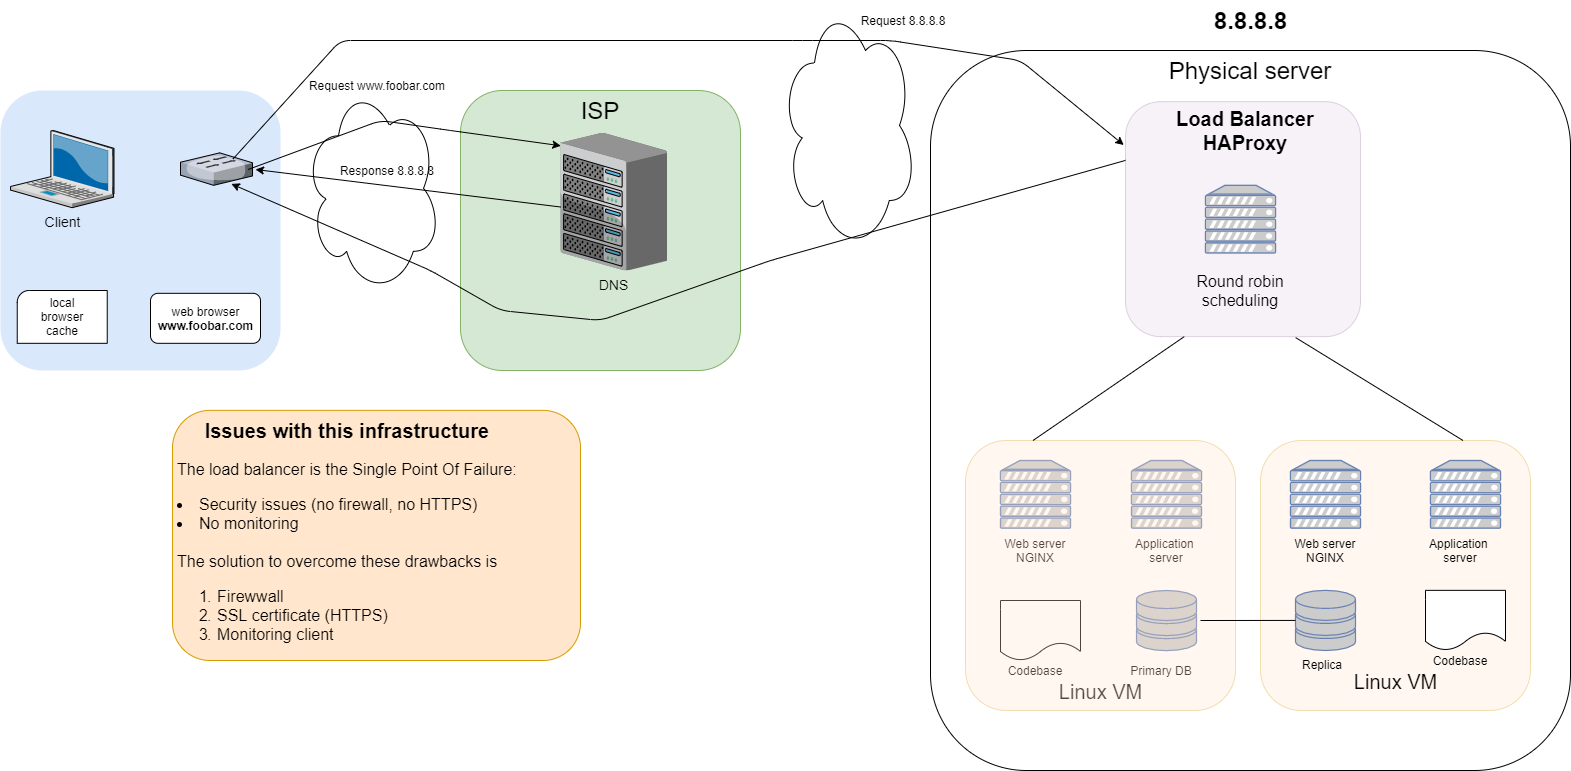 8.8.8.8
Request 8.8.8.8
Physical server
Request www.foobar.com
ISP
Load Balancer
HAProxy
Response 8.8.8.8
Client
DNS
Round robin
scheduling
local
browser
cache
web browser
www.foobar.com
Issues with this infrastructure
The load balancer is the Single Point Of Failure:
• Security issues (no firewall, no HTTPS)
• No monitoring
The solution to overcome these drawbacks is
1. Firewwall
2. SSL certificate (HTTPS)
3. Monitoring client
Web server
NGINX
Application
server
Codebase
Primary DB
Linux VM
Web server
NGINX
Application
server
Replica
Codebase
Linux VM